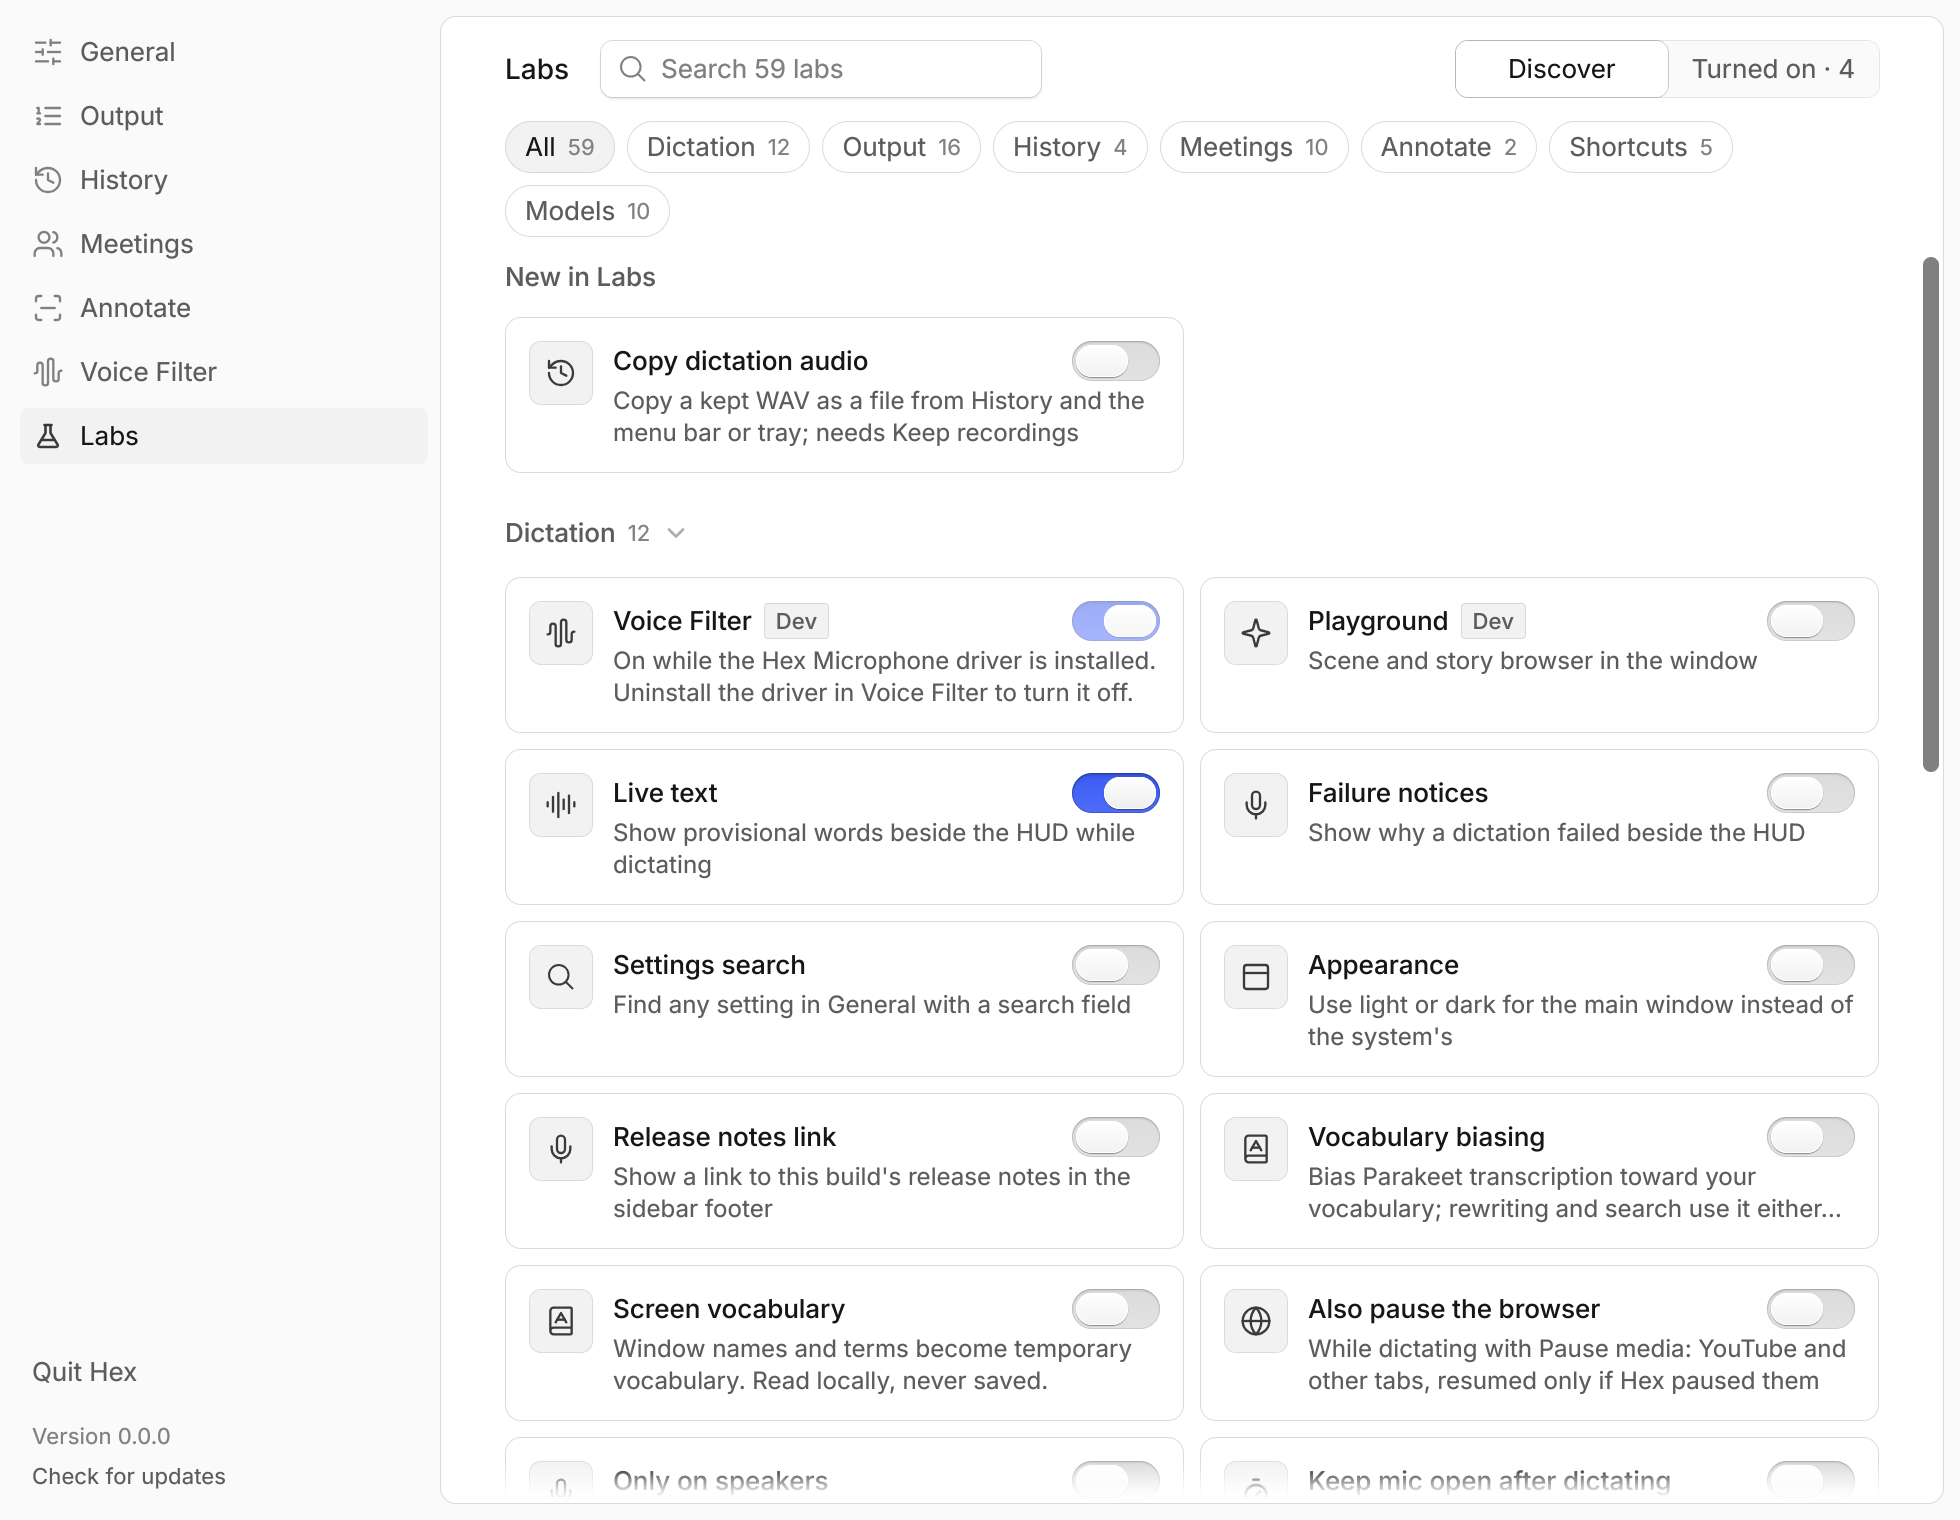 General
Output
History
Meetings
Annotate
Voice Filter
Labs
Quit Hex
Version 0.0.0
Check for updates
Labs
Search 59 labs
Discover
Turned on · 4
All 59
Dictation 12
Output 16
History 4
Meetings 10
Annotate 2
Shortcuts 5
Models 10
New in Labs
Copy dictation audio
Copy a kept WAV as a file from History and the
menu bar or tray; needs Keep recordings
Dictation 12
Voice Filter Dev
On while the Hex Microphone driver is installed.
Uninstall the driver in Voice Filter to turn it off.
Playground Dev
Scene and story browser in the window
Live text
Show provisional words beside the HUD while
dictating
Failure notices
Show why a dictation failed beside the HUD
Settings search
Find any setting in General with a search field
Appearance
Use light or dark for the main window instead of
the system's
Release notes link
Show a link to this build's release notes in the
sidebar footer
Vocabulary biasing
Bias Parakeet transcription toward your
vocabulary; rewriting and search use it either...
Screen vocabulary
Window names and terms become temporary
vocabulary. Read locally, never saved.
Also pause the browser
While dictating with Pause media: YouTube and
other tabs, resumed only if Hex paused them
Only on speakers
Keep mic open after dictating